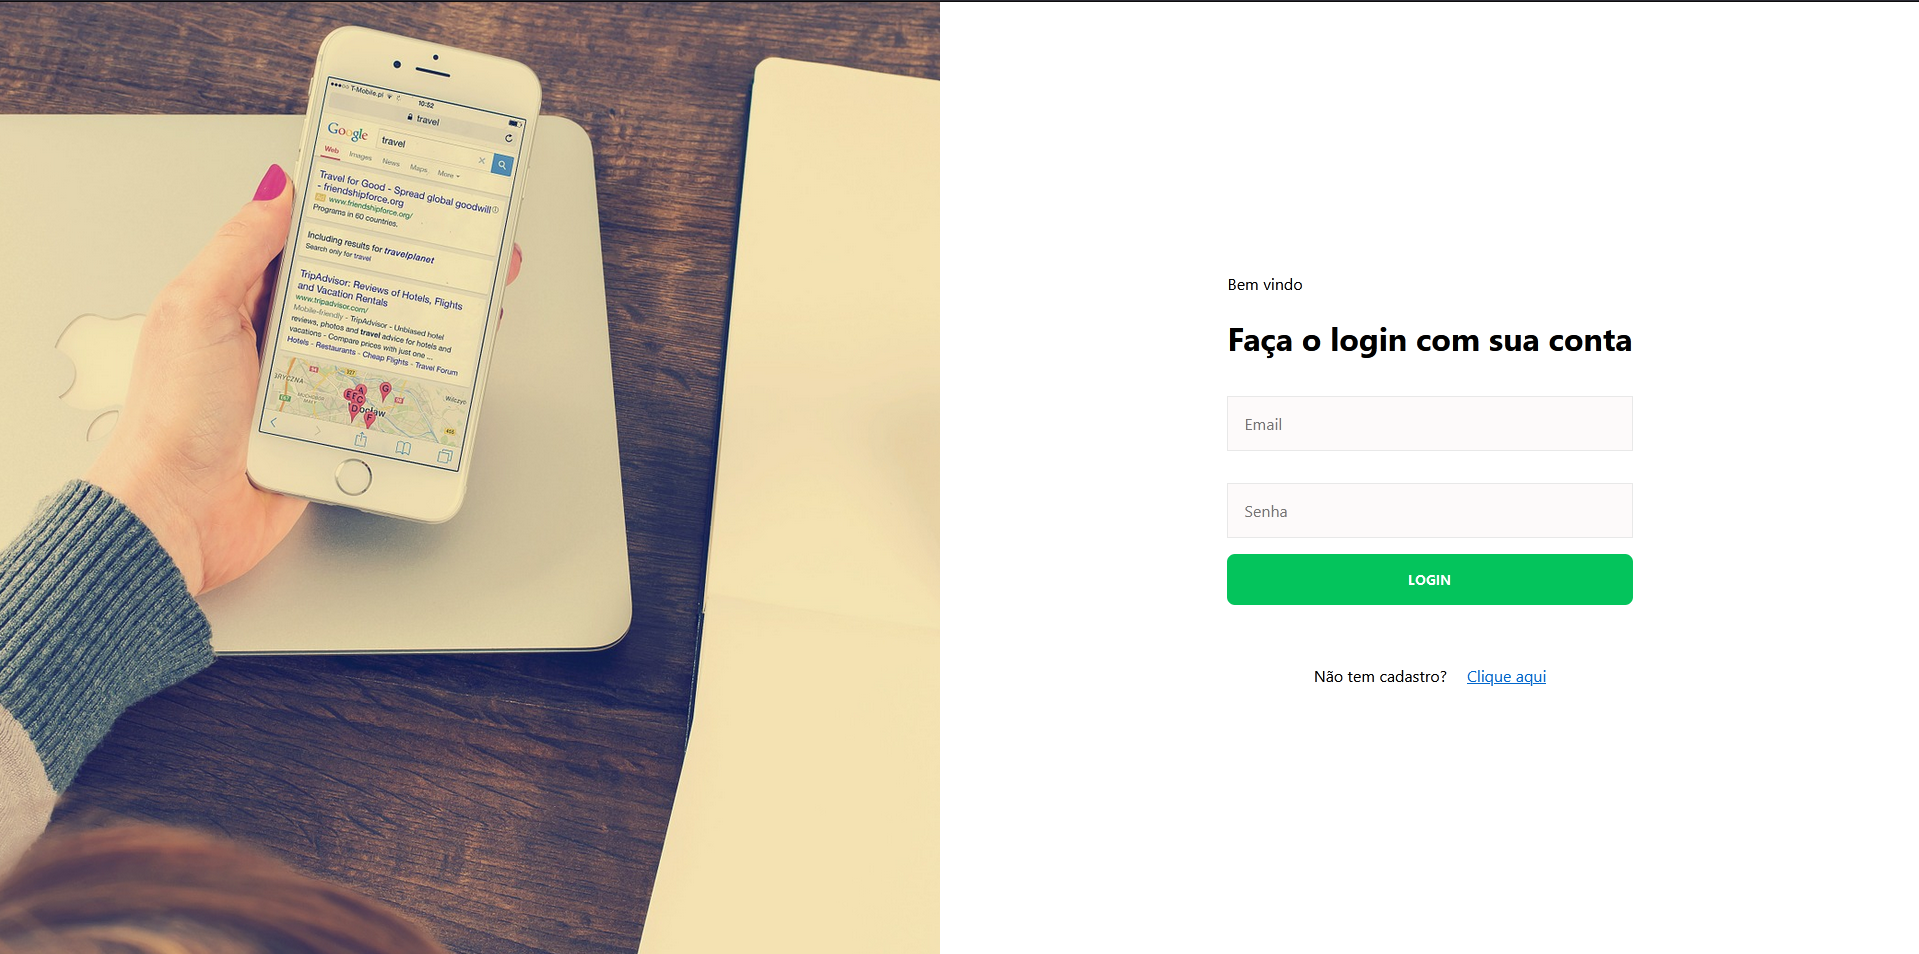 T-Mobile.pl
10:52
travel
Google
travel
Web Images News Maps More
Travel for Good - Spread global goodwill
- friendshipforce.org
www.friendshipforce.org/
Programs in 60 countries.
Including results for travelplanet
Search only for travel
TripAdvisor: Reviews of Hotels, Flights
and Vacation Rentals
www.tripadvisor.com/
Mobile-friendly - TripAdvisor - Unbiased hotel
reviews, photos and travel advice for hotels and
vacations - Compare prices with just one ...
Hotels - Restaurants - Cheap Flights - Travel Forum
A
G
E
F
C
D
F
Bem vindo
Faça o login com sua conta
Email
Senha
LOGIN
Não tem cadastro? Clique aqui